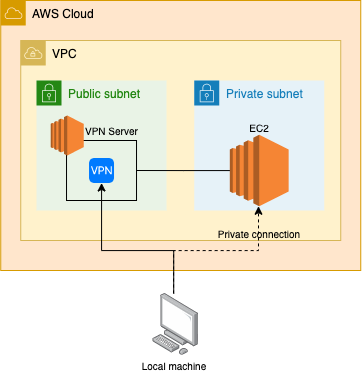 AWS Cloud
VPC
Public subnet
Private subnet
VPN Server
EC2
VPN
Private connection
Local machine